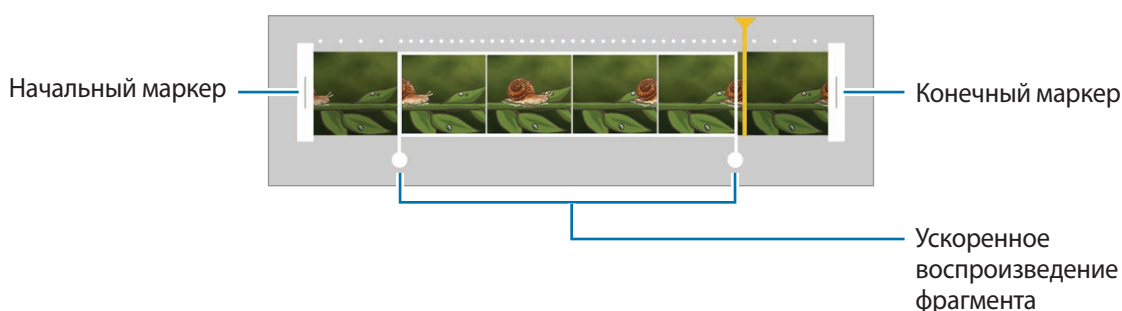 Начальный маркер
Конечный маркер
Ускоренное
воспроизведение
фрагмента